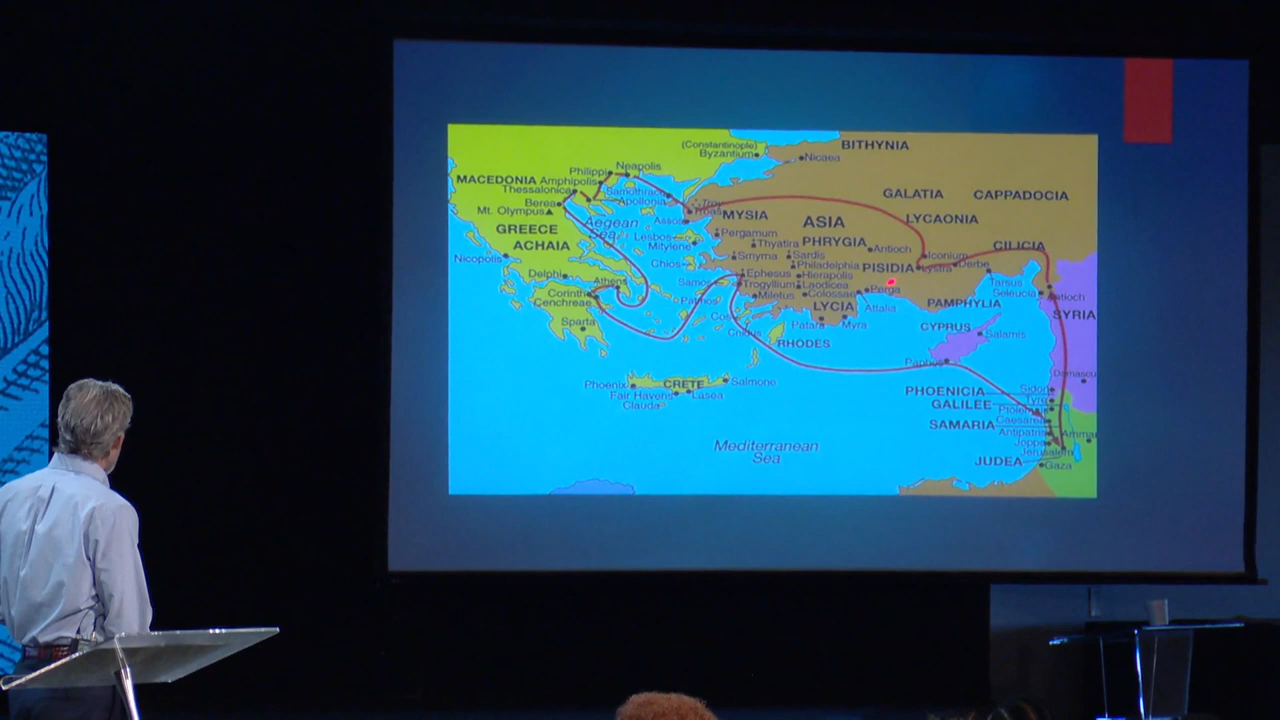 (Constantinople)
Byzantium
BITHYNIA
Nicaea
Neapolis
Philippi
MACEDONIA
Amphipolis
Thessalonica
Samothrace
Apollonia
Troy
Troas
GALATIA
CAPPADOCIA
Berea
Mt. Olympus
Aegean
Sea
Assos
MYSIA
ASIA
LYCAONIA
GREECE
ACHAIA
Pergamum
Lesbos
Mitylene
Thyatira
PHRYGIA
Antioch
CILICIA
Nicopolis
Smyrna
Sardis
Iconium
Chios
Philadelphia
PISIDIA
Lystra
Derbe
Delphi
Athens
Ephesus
Hierapolis
Samos
Trogyllium
Laodicea
Tarsus
Corinth
Cenchreae
Patmos
Miletus
Colossae
Perga
Seleucia
Antioch
LYCIA
Attalia
PAMPHYLIA
SYRIA
Sparta
Cos
Cnidus
Patara
Myra
CYPRUS
Salamis
RHODES
Paphos
Damascu
Phoenix
CRETE
Salmone
Fair Havens
Lasea
Clauda
PHOENICIA
Sidon
GALILEE
Tyre
Ptolemais
SAMARIA
Caesarea
Antipatris
Amman
Joppa
Mediterranean
Sea
Jerusalem
JUDEA
Gaza